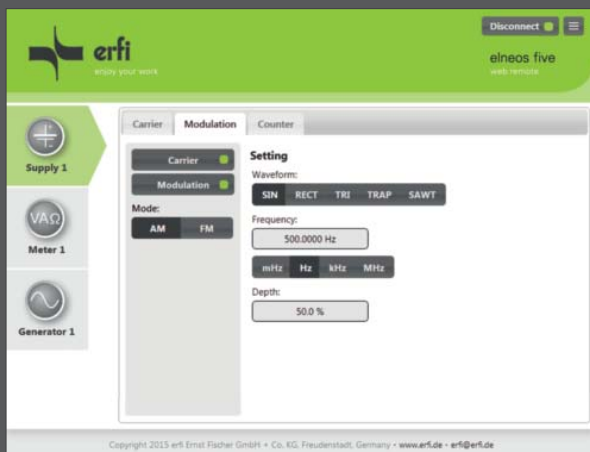 erfi
enjoy your work
Disconnect
elneos five
web remote
Supply 1
VAΩ
Meter 1
Generator 1
Carrier Modulation Counter
Carrier
Modulation
Mode:
AM FM
Setting
Waveform:
SIN RECT TRI TRAP SAWT
Frequency:
500.0000 Hz
mHz Hz kHz MHz
Depth:
50.0 %
Copyright 2015 erfi Ernst Fischer GmbH + Co. KG, Freudenstadt, Germany - www.erfi.de - erfi@erfi.de